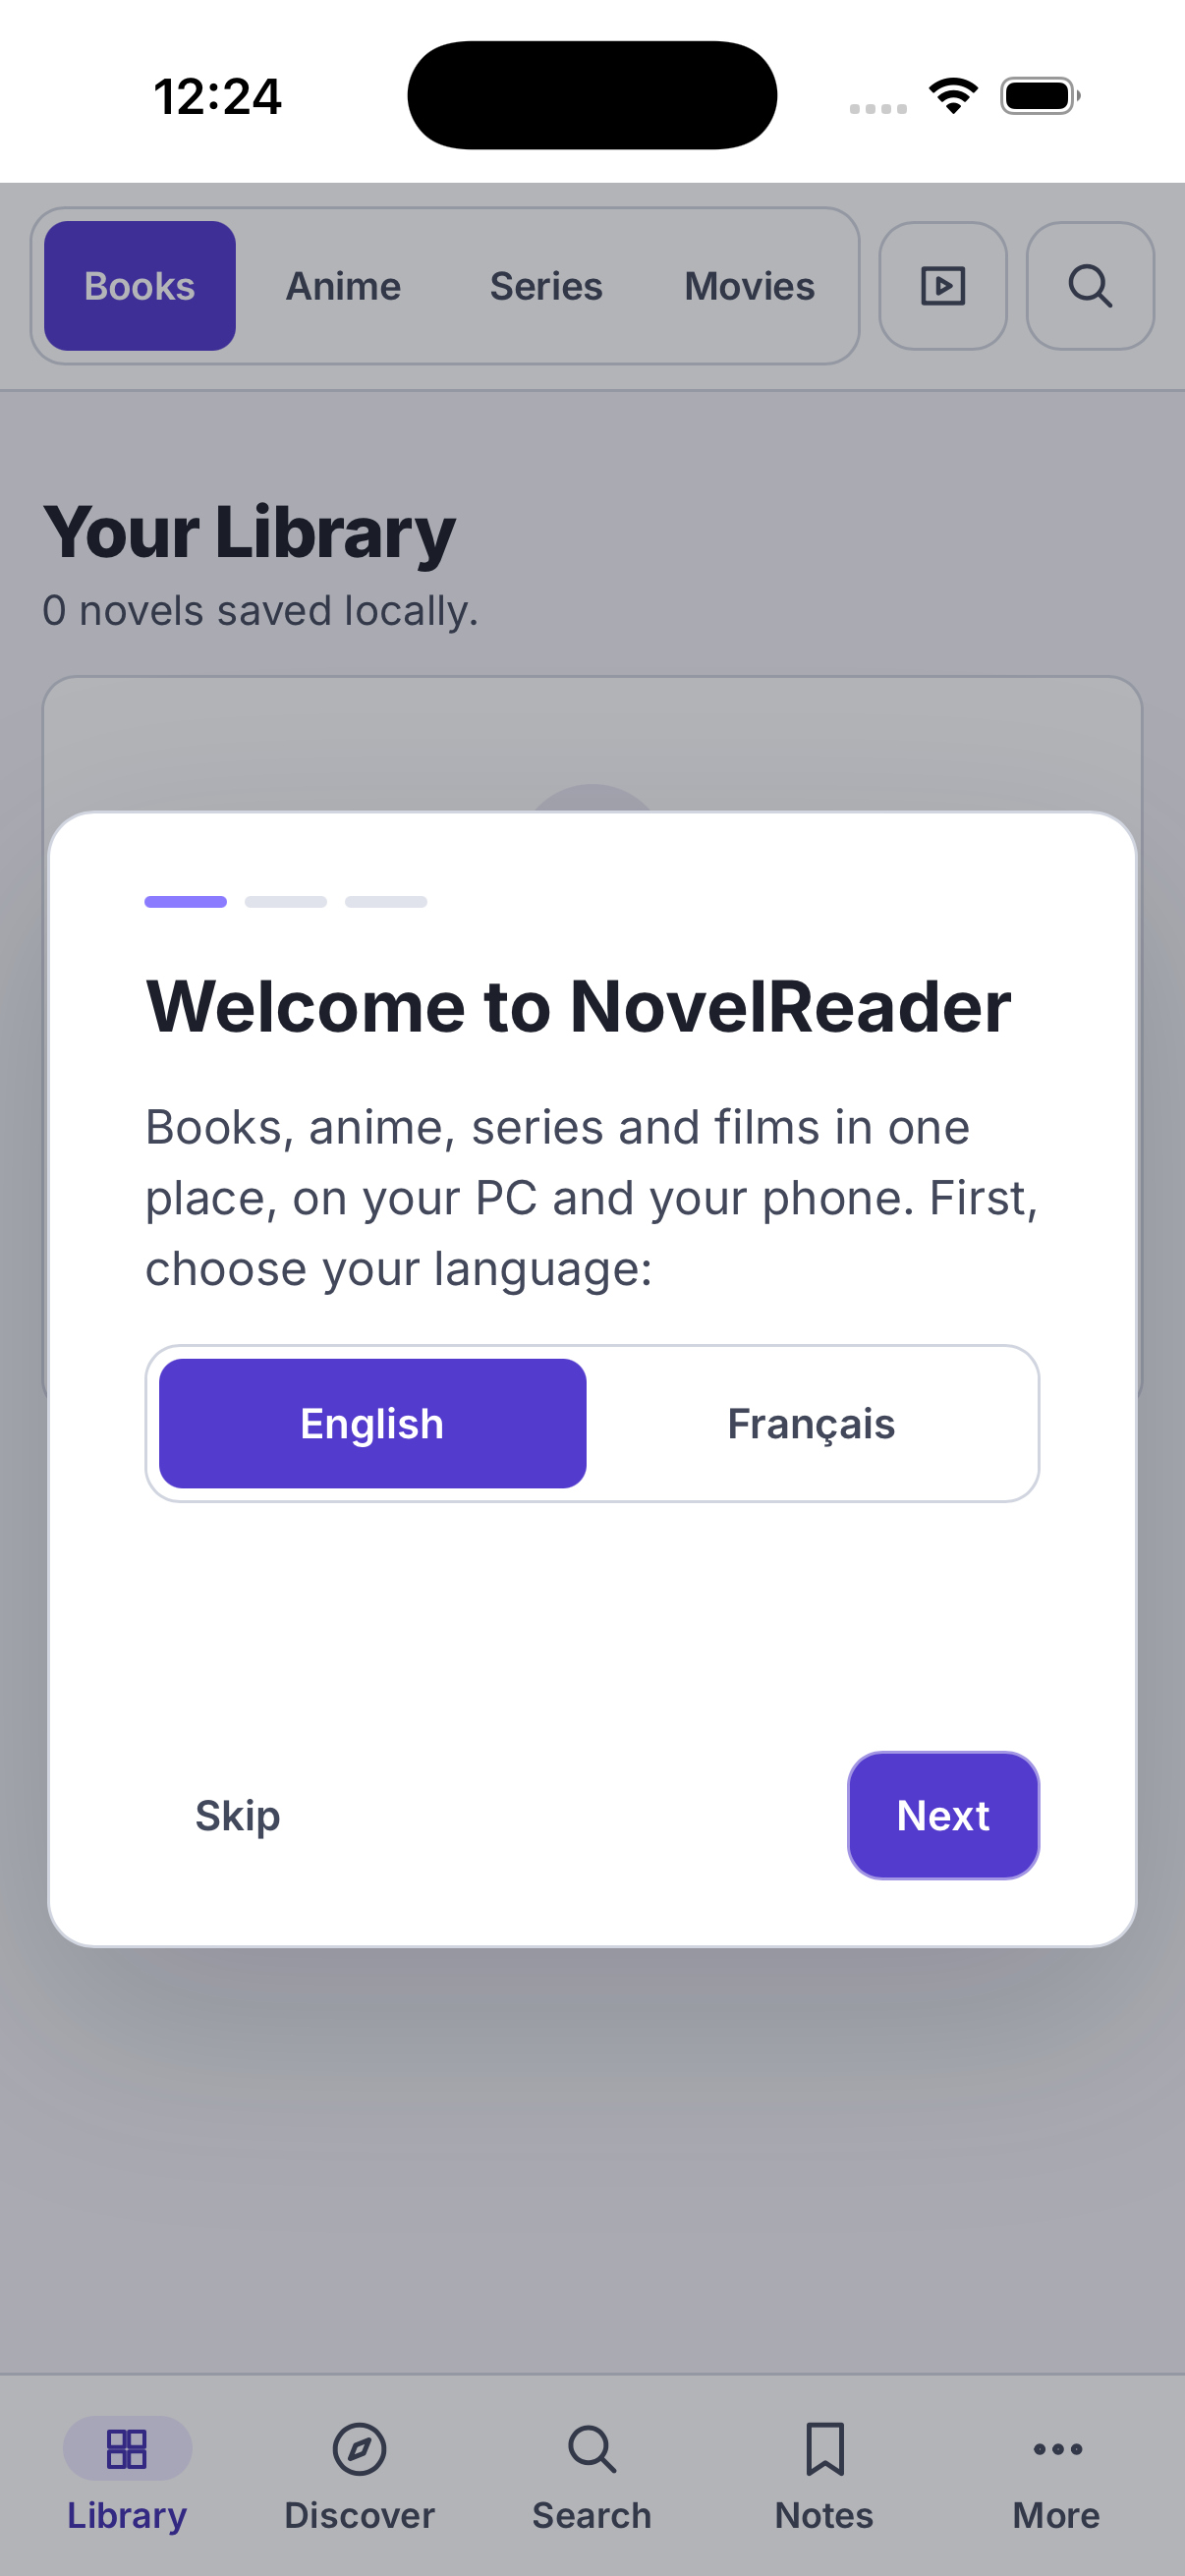 12:24
Books Anime Series Movies
Your Library
0 novels saved locally.
Welcome to NovelReader
Books, anime, series and films in one
place, on your PC and your phone. First,
choose your language:
English Français
Skip Next
Library Discover Search Notes More